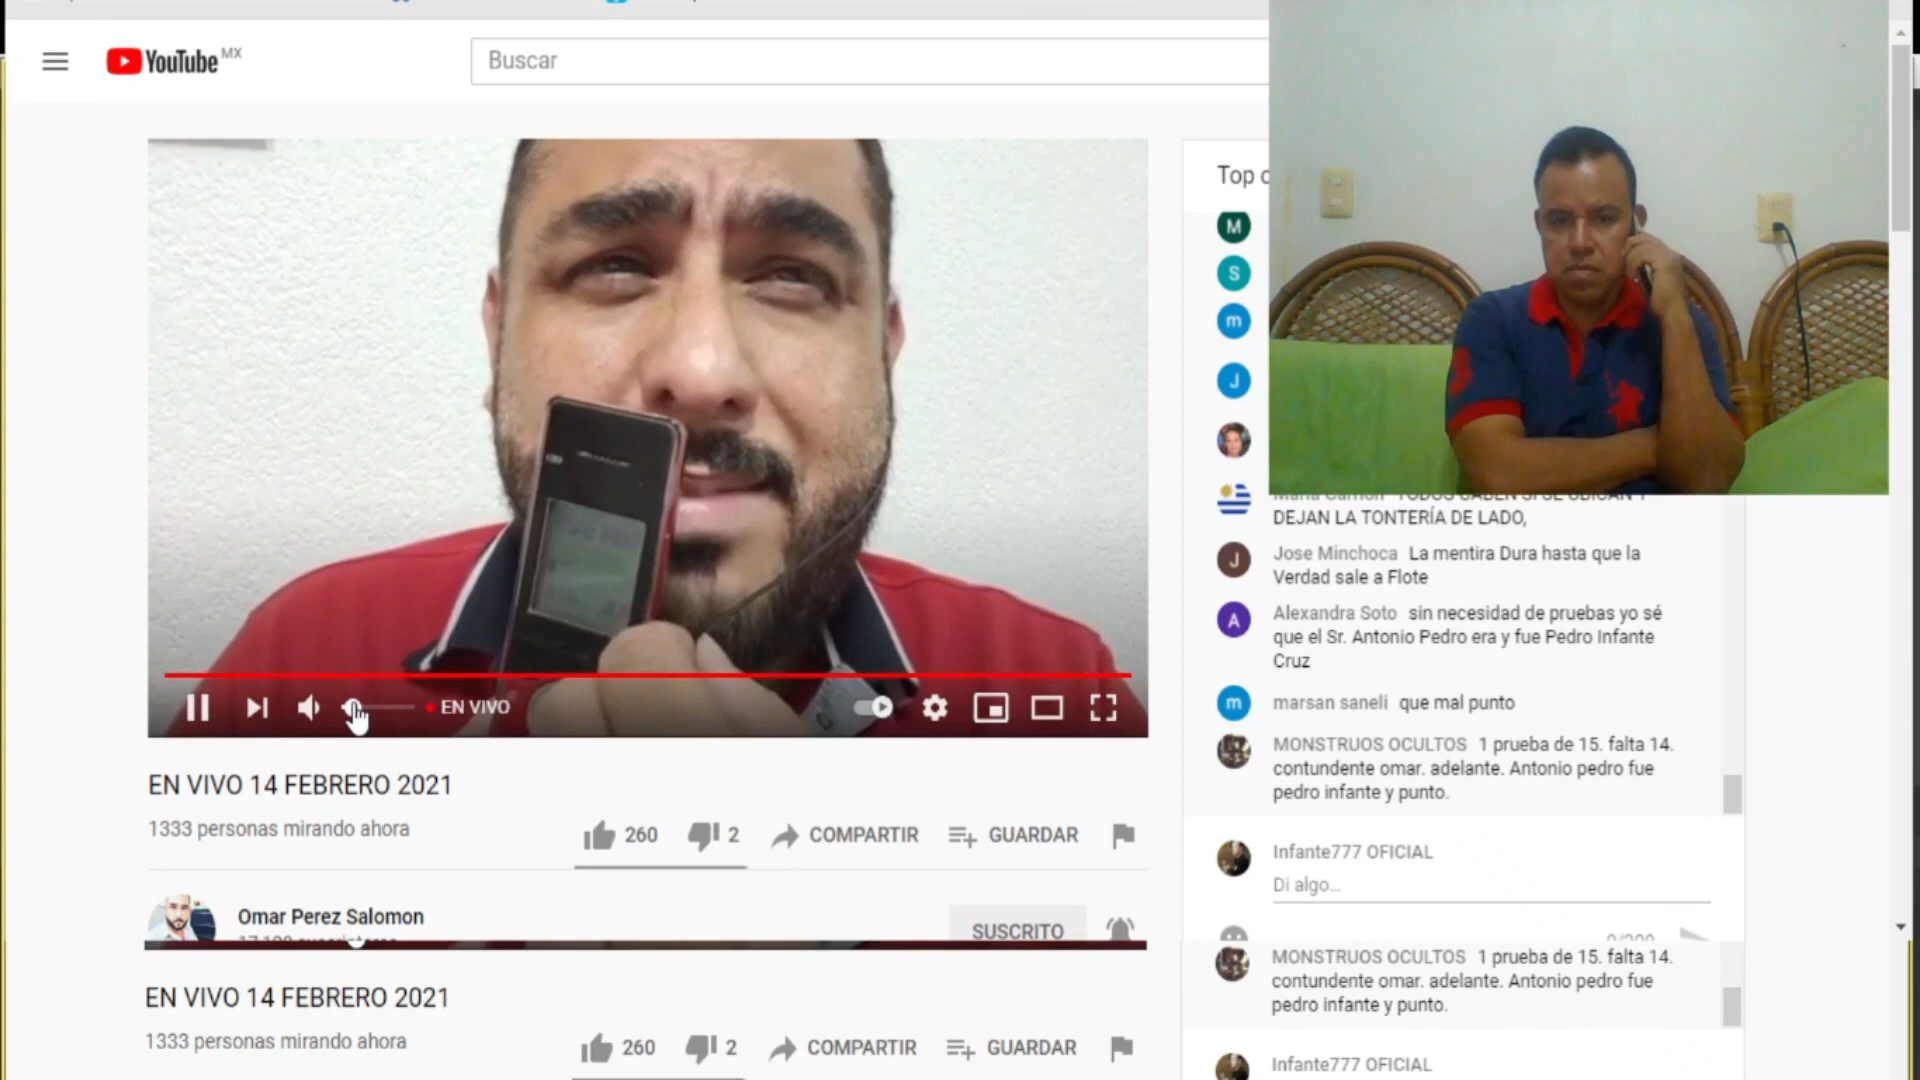 YouTube MX
Buscar
Top
M
S
m
J
DEJAN LA TONTERÍA DE LADO,
J
Jose Minchoca La mentira Dura hasta que la
Verdad sale a Flote
A
Alexandra Soto sin necesidad de pruebas yo sé
que el Sr. Antonio Pedro era y fue Pedro Infante
Cruz
m
marsan saneli que mal punto
MONSTRUOS OCULTOS 1 prueba de 15. falta 14.
contundente omar. adelante. Antonio pedro fue
pedro infante y punto.
Infante777 OFICIAL
Di algo...
EN VIVO
EN VIVO 14 FEBRERO 2021
1333 personas mirando ahora
260 2 COMPARTIR GUARDAR
Omar Perez Salomon
SUSCRITO
MONSTRUOS OCULTOS 1 prueba de 15. falta 14.
contundente omar. adelante. Antonio pedro fue
pedro infante y punto.
Infante777 OFICIAL
EN VIVO 14 FEBRERO 2021
1333 personas mirando ahora
260 2 COMPARTIR GUARDAR